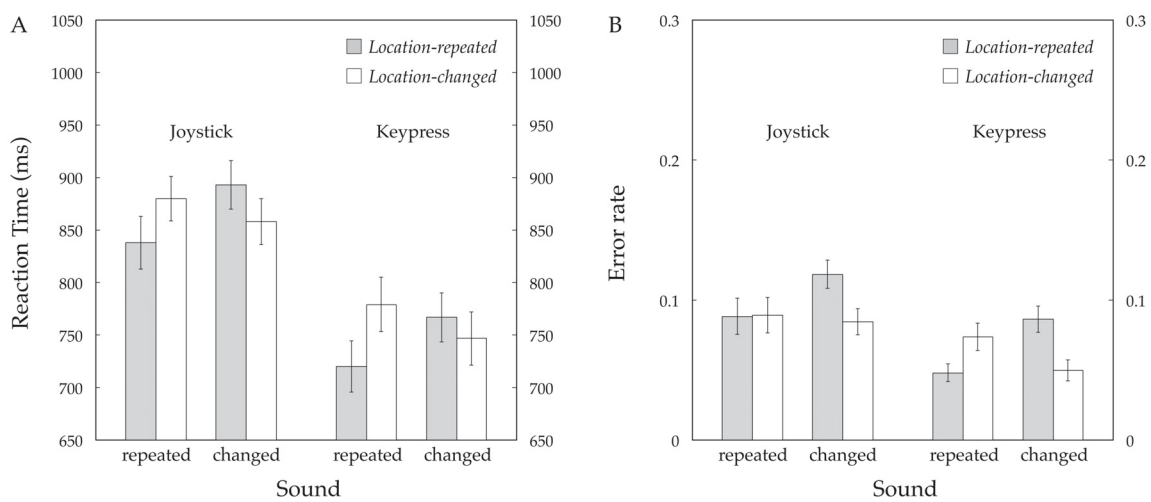 A
Reaction Time (ms)
1050
1000
950
900
850
800
750
700
650
Location-repeated
Location-changed
Joystick
Keypress
1050
1000
950
900
850
800
750
700
650
repeated
changed
repeated
changed
Sound
B
Error rate
0.3
0.2
0.1
0
Location-repeated
Location-changed
Joystick
Keypress
0.3
0.2
0.1
0
repeated
changed
repeated
changed
Sound